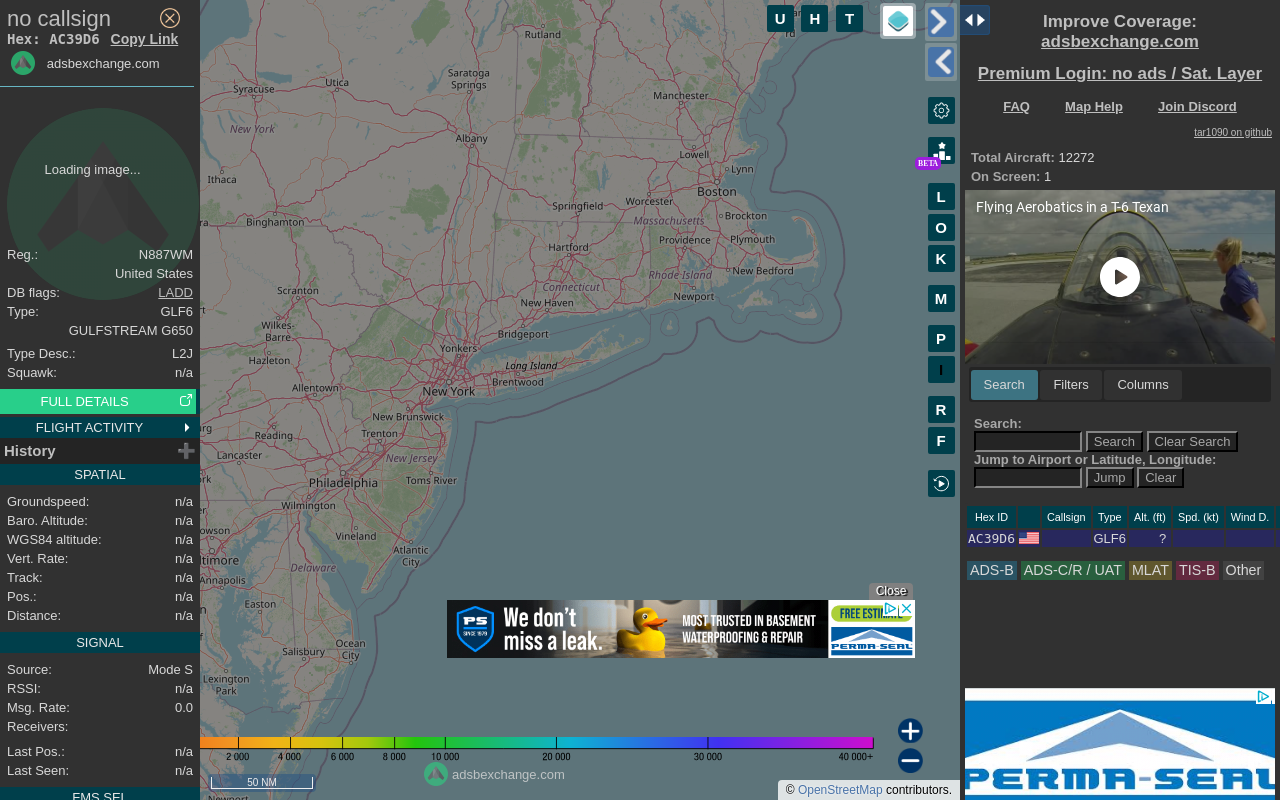 no callsign
Hex: AC39D6 Copy Link
adsbexchange.com
Loading image...
Reg.: N887WM
United States
DB flags: LADD
Type: GLF6
GULFSTREAM G650
Type Desc.: L2J
Squawk: n/a
FULL DETAILS
FLIGHT ACTIVITY
History
SPATIAL
Groundspeed: n/a
Baro. Altitude: n/a
WGS84 altitude: n/a
Vert. Rate: n/a
Track: n/a
Pos.: n/a
Distance: n/a
SIGNAL
Source: Mode S
RSSI: n/a
Msg. Rate: 0.0
Receivers:
Last Pos.: n/a
Last Seen: n/a
FMS SEL
Rutland
Utica
Saratoga
Springs
Syracuse
Manchester
New York
Albany
Lowell
Lynn
Ithaca
Boston
Worcester
Springfield
Massachusetts
Brockton
Binghamton
Hartford
Providence
Plymouth
Rhode Island
New Bedford
Connecticut
Scranton
New Haven
Newport
Wilkes-
Barre
Bridgeport
Yonkers
Hazleton
Long Island
Brentwood
Allentown
New York
New Brunswick
Reading
Trenton
Lancaster
New Jersey
Philadelphia
Toms River
Wilmington
Vineland
Atlantic
City
Delaware
Annapolis
Easton
Ocean
City
Salisbury
Lexington
Park
U H T
BETA
L
O
K
M
P
I
R
F
Close
PS
SINCE 1979
We don't
miss a leak.
MOST TRUSTED IN BASEMENT
WATERPROOFING & REPAIR
FREE ESTIMATE
PERMA-SEAL
2 000 4 000 6 000 8 000 10 000 20 000 30 000 40 000+
adsbexchange.com
50 NM
© OpenStreetMap contributors.
Improve Coverage:
adsbexchange.com
Premium Login: no ads / Sat. Layer
FAQ Map Help Join Discord
tar1090 on github
Total Aircraft: 12272
On Screen: 1
Flying Aerobatics in a T-6 Texan
Search Filters Columns
Search:
Search Clear Search
Jump to Airport or Latitude, Longitude:
Jump Clear
Hex ID Callsign Type Alt. (ft) Spd. (kt) Wind D.
AC39D6 GLF6 ?
ADS-B ADS-C/R / UAT MLAT TIS-B Other
PERMA-SEAL